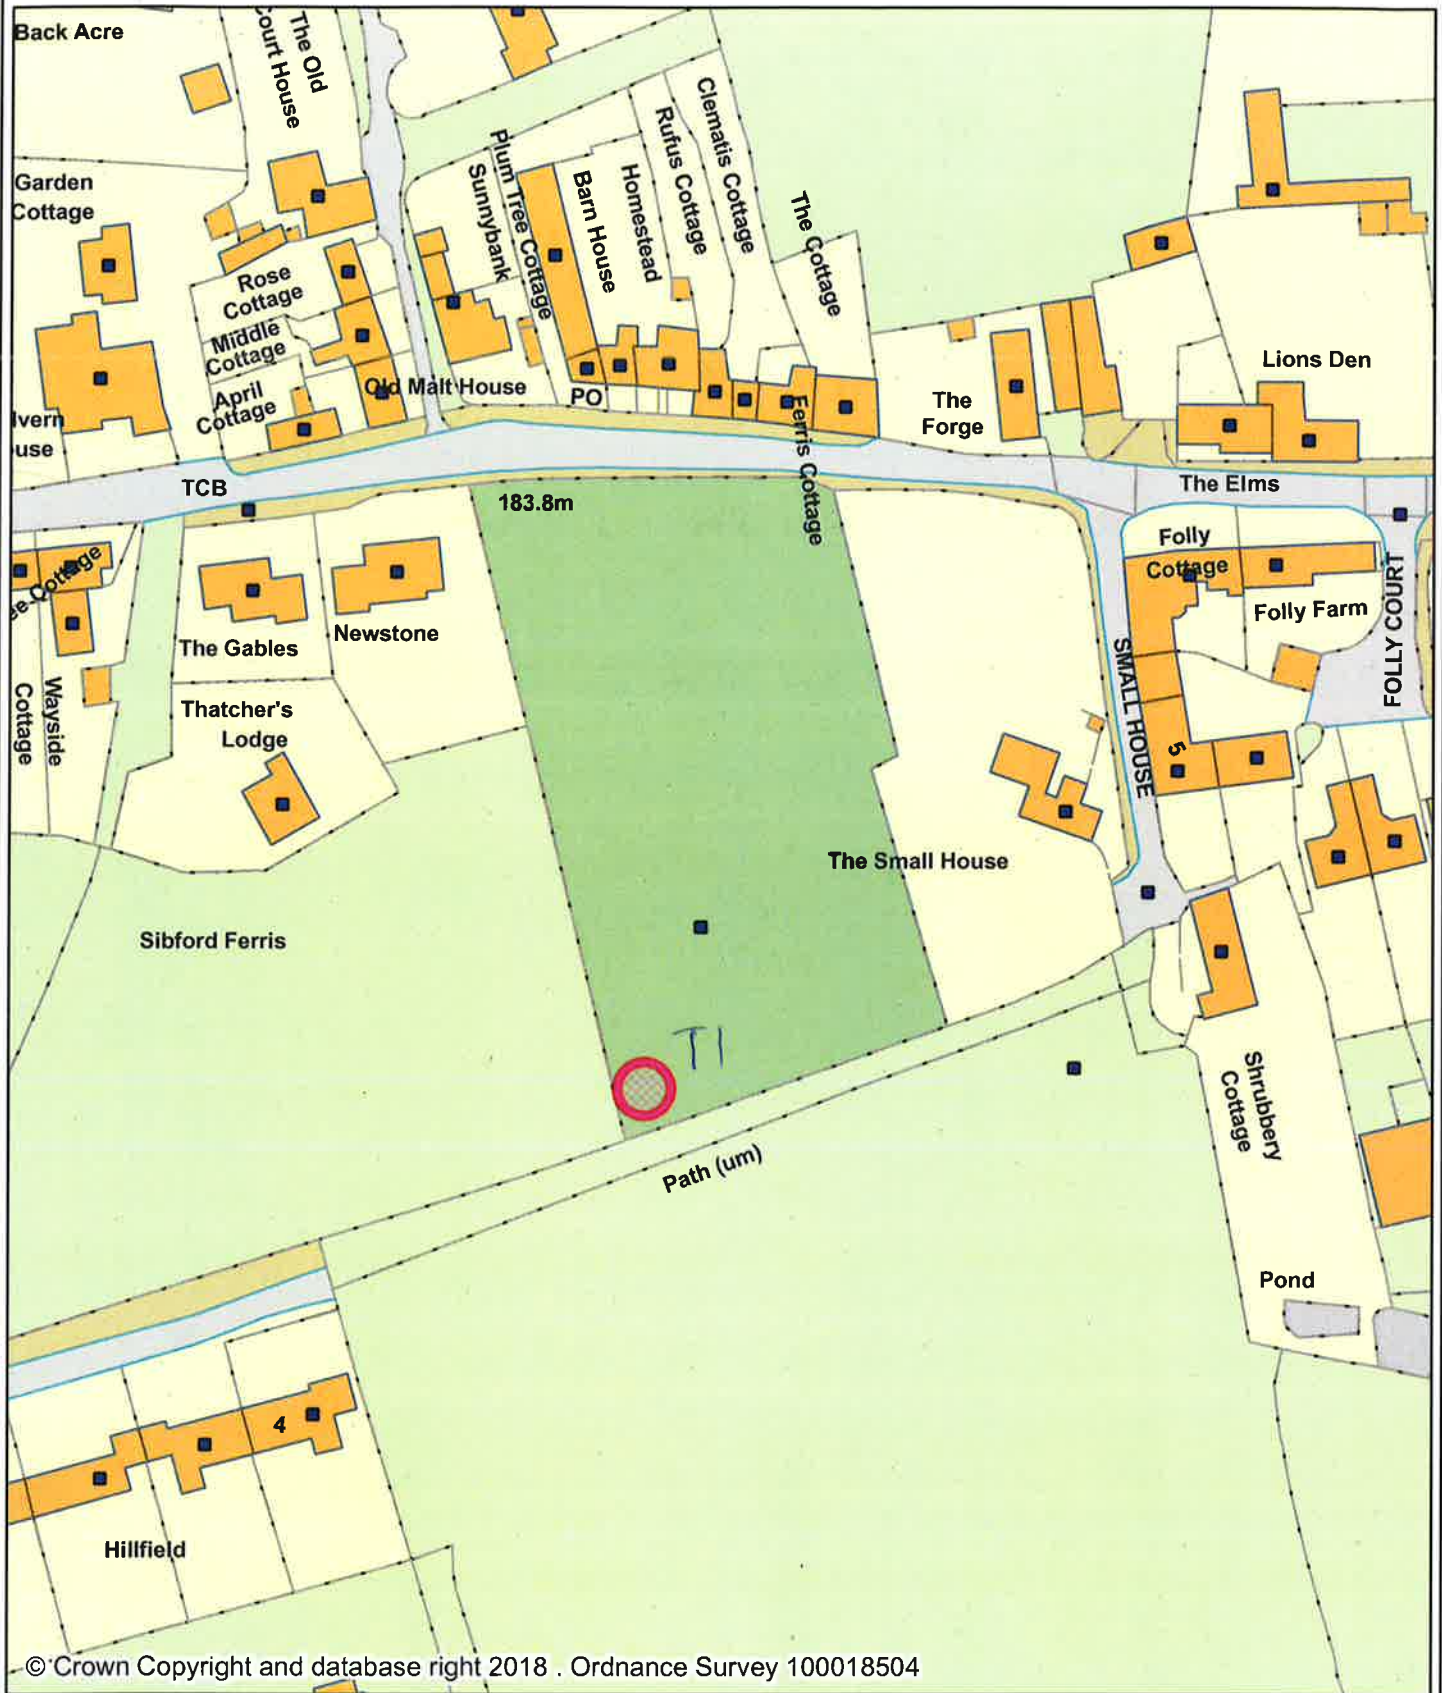 Back Acre
The Old
Court House
Garden
Cottage
Rose
Cottage
Middle
Cottage
April
Cottage
Old Malt House
Sunnybank
Plum Tree Cottage
Barn House
Homestead
Rufus Cottage
Clematis Cottage
The Cottage
PO
Ferris Cottage
The
Forge
Lions Den
The Elms
TCB
183.8m
Folly
Cottage
Folly Farm
FOLLY COURT
SMALL HOUSE
5
The Gables
Newstone
Thatcher's
Lodge
Wayside
Cottage
The Small House
Sibford Ferris
T1
Path (um)
Shrubbery
Cottage
Pond
4
Hillfield
© Crown Copyright and database right 2018 . Ordnance Survey 100018504